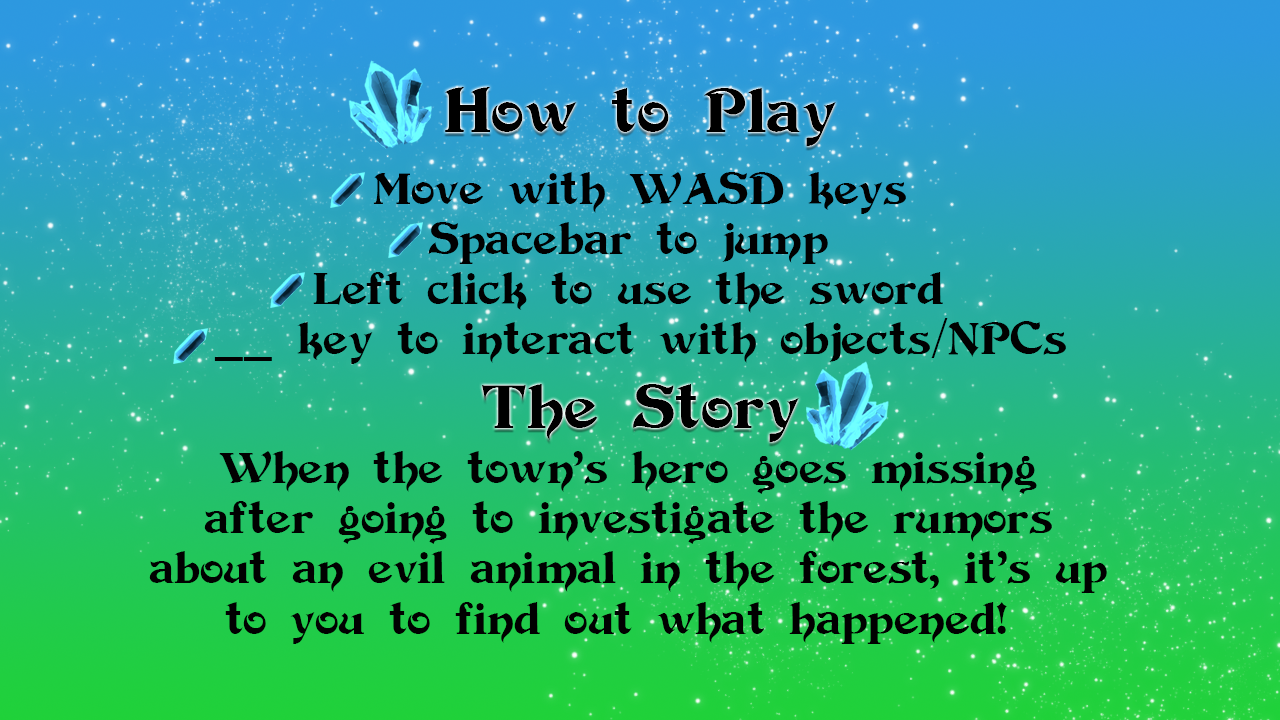 How to Play
Move with WASD keys
Spacebar to jump
Left click to use the sword
__ key to interact with objects/NPCs
The Story
When the town's hero goes missing
after going to investigate the rumors
about an evil animal in the forest, it's up
to you to find out what happened!